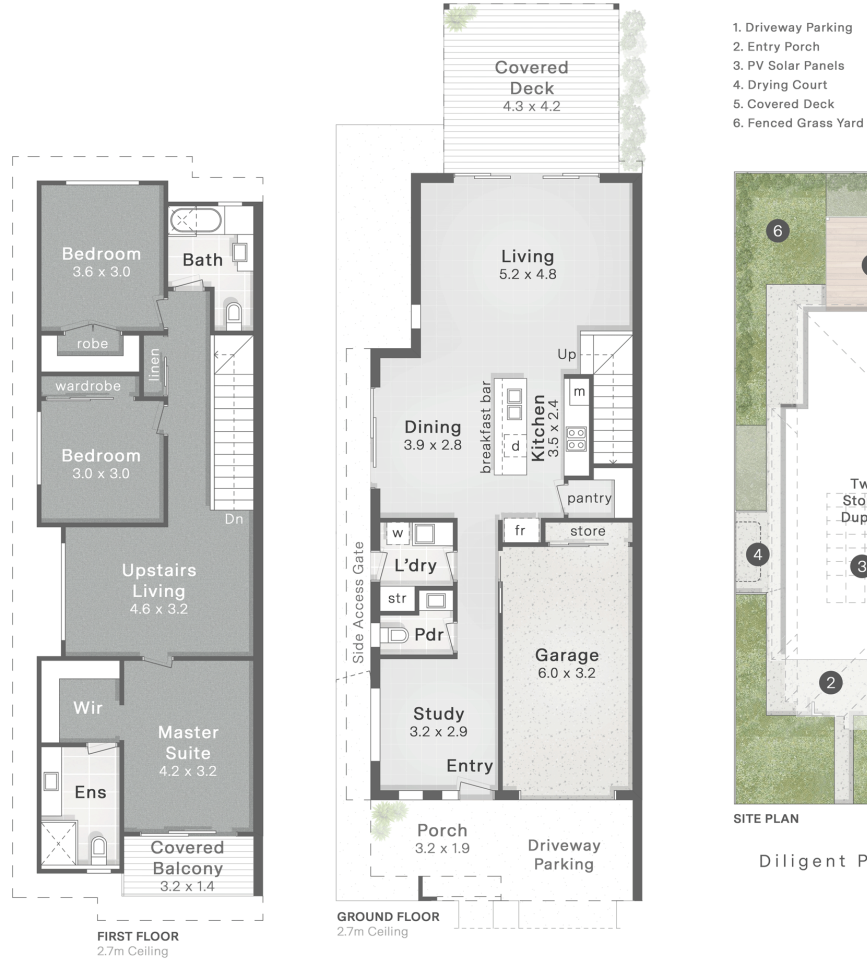 Bedroom
3.6 x 3.0
Bath
robe
linen
wardrobe
Bedroom
3.0 x 3.0
Dn
Upstairs
Living
4.6 x 3.2
Wir
Master
Suite
4.2 x 3.2
Ens
Covered
Balcony
3.2 x 1.4
FIRST FLOOR
2.7m Ceiling
Covered
Deck
4.3 x 4.2
Living
5.2 x 4.8
Up
breakfast bar
Kitchen
3.5 x 2.4
m
d
Dining
3.9 x 2.8
pantry
fr
store
w
L'dry
str
Pdr
Side Access Gate
Garage
6.0 x 3.2
Study
3.2 x 2.9
Entry
Porch
3.2 x 1.9
Driveway
Parking
GROUND FLOOR
2.7m Ceiling
1. Driveway Parking
2. Entry Porch
3. PV Solar Panels
4. Drying Court
5. Covered Deck
6. Fenced Grass Yard
6
4
3
2
Tw
Sto
Dup
SITE PLAN
Diligent P